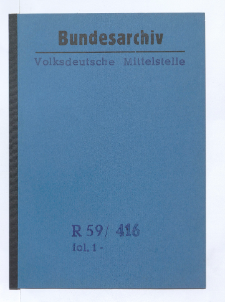 Bundesarchiv
Volksdeutsche Mittelstelle
R 59/ 416
fol. 1-